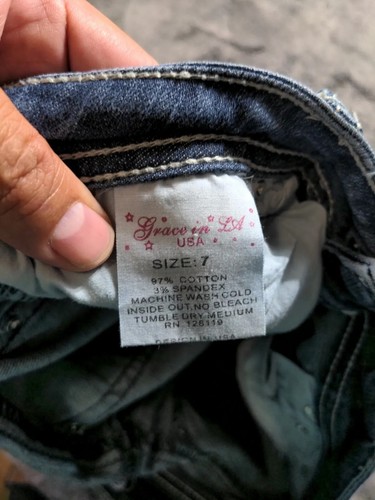 Grace in LA
USA
SIZE: 7
97% COTTON
3% SPANDEX
MACHINE WASH COLD
INSIDE OUT, NO BLEACH
TUMBLE DRY MEDIUM
RN. 126119
DESIGN IN USA